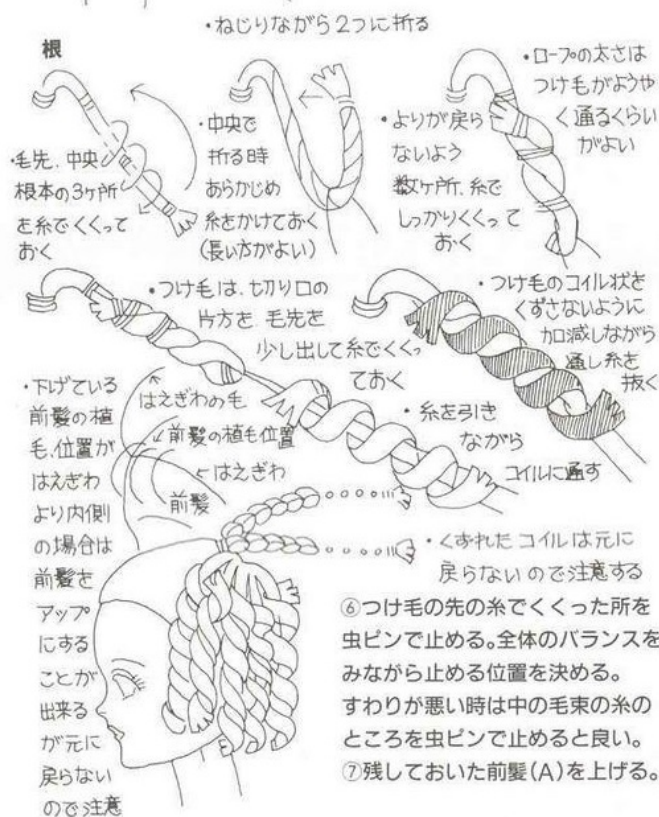 ・ねじりながら2つに折る
根
・毛先、中央
根本の3ヶ所
を糸でくくって
おく
・中央で
折る時
あらかじめ
糸をかけておく
(長い方がよい)
・よりが戻ら
ないよう
数ヶ所、糸で
しっかりくくって
おく
・ロープの太さは
つけ毛がようや
く通るくらい
がよい
・つけ毛は、切り口の
片方を毛先を
少し出して糸でくくっ
ておく
・つけ毛のコイル状を
くずさないように
加減しながら
通し糸を
抜く
・糸を引き
ながら
コイルに通す
・下げている
前髪の植
毛、位置が
はえぎわ
より内側
の場合は
前髪を
アップ
にする
ことが
出来る
が元に
戻らない
ので注意
はえぎわの毛
前髪の植毛位置
はえぎわ
前髪
・くずれたコイルは元に
戻らないので注意する
⑥つけ毛の先の糸でくくった所を
虫ピンで止める。全体のバランスを
みながら止める位置を決める。
すわりが悪い時は中の毛束の糸の
ところを虫ピンで止めると良い。
⑦残しておいた前髪(A)を上げる。